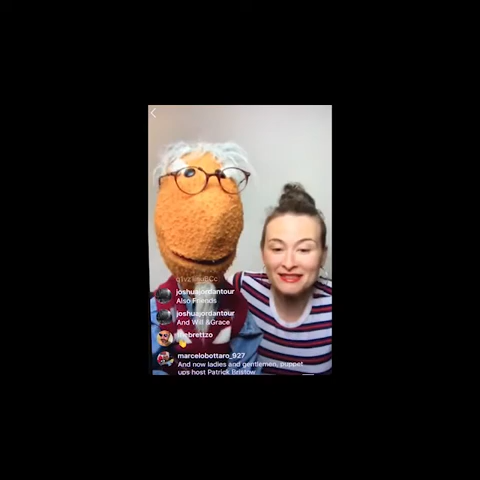 joshuajordantour
Also Friends
joshuajordantour
And Will &Grace
marcelobottaro_927
And now ladies and gentlemen, puppet
ups host Patrick Bristow